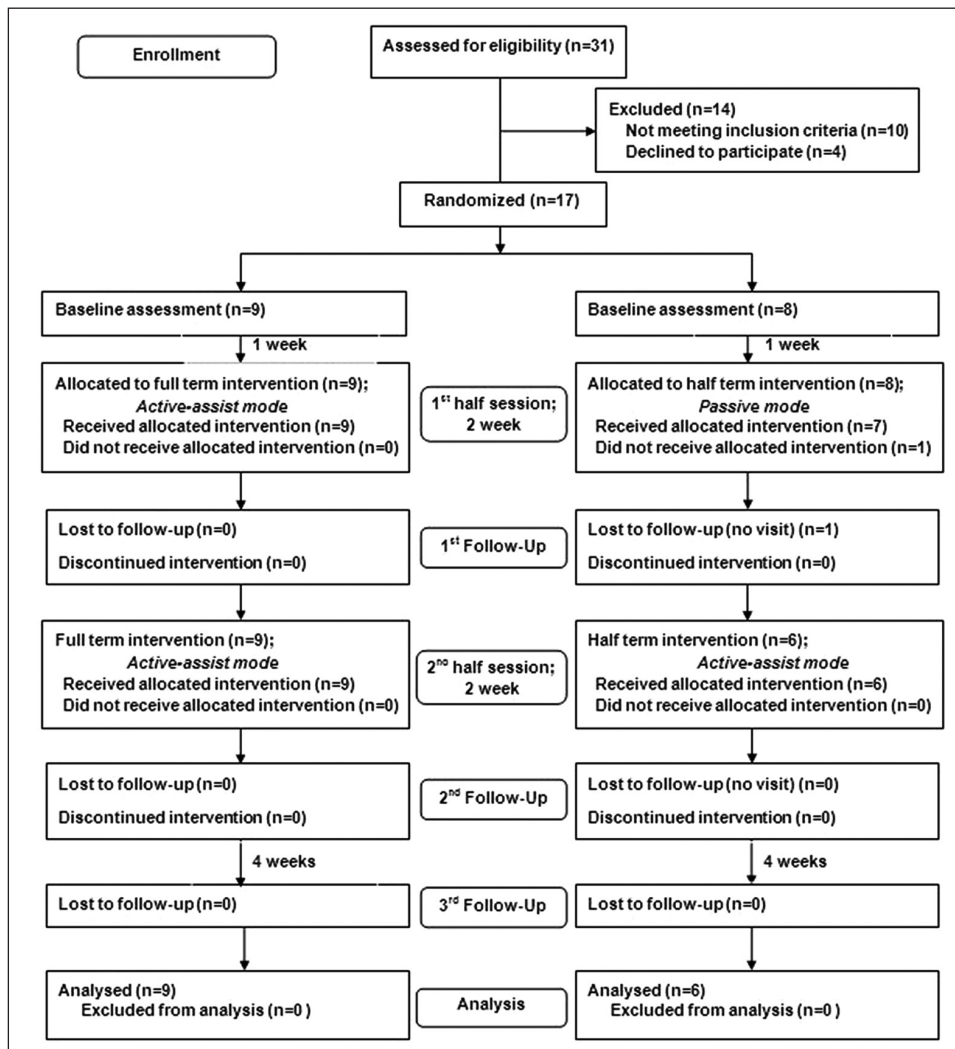 Enrollment
Assessed for eligibility (n=31)
Excluded (n=14)
Not meeting inclusion criteria (n=10)
Declined to participate (n=4)
Randomized (n=17)
Baseline assessment (n=9)
Baseline assessment (n=8)
1 week
1 week
Allocated to full term intervention (n=9);
Active-assist mode
Received allocated intervention (n=9)
Did not receive allocated intervention (n=0)
1st half session;
2 week
Allocated to half term intervention (n=8);
Passive mode
Received allocated intervention (n=7)
Did not receive allocated intervention (n=1)
Lost to follow-up (n=0)
Discontinued intervention (n=0)
1st Follow-Up
Lost to follow-up (no visit) (n=1)
Discontinued intervention (n=0)
Full term intervention (n=9);
Active-assist mode
Received allocated intervention (n=9)
Did not receive allocated intervention (n=0)
2nd half session;
2 week
Half term intervention (n=6);
Active-assist mode
Received allocated intervention (n=6)
Did not receive allocated intervention (n=0)
Lost to follow-up (n=0)
Discontinued intervention (n=0)
2nd Follow-Up
Lost to follow-up (no visit) (n=0)
Discontinued intervention (n=0)
4 weeks
4 weeks
Lost to follow-up (n=0)
3rd Follow-Up
Lost to follow-up (n=0)
Analysed (n=9)
Excluded from analysis (n=0 )
Analysis
Analysed (n=6)
Excluded from analysis (n=0 )